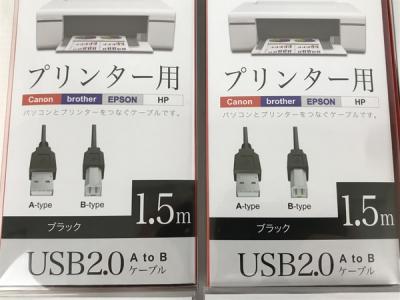 プリンター用
Canon brother EPSON HP
パソコンとプリンターをつなぐケーブルです。
A-type B-type
1.5m
ブラック
USB2.0 A to B ケーブル
プリンター用
Canon brother EPSON HP
パソコンとプリンターをつなぐケーブルです。
A-type B-type
1.5m
ブラック
USB2.0 A to B ケーブル